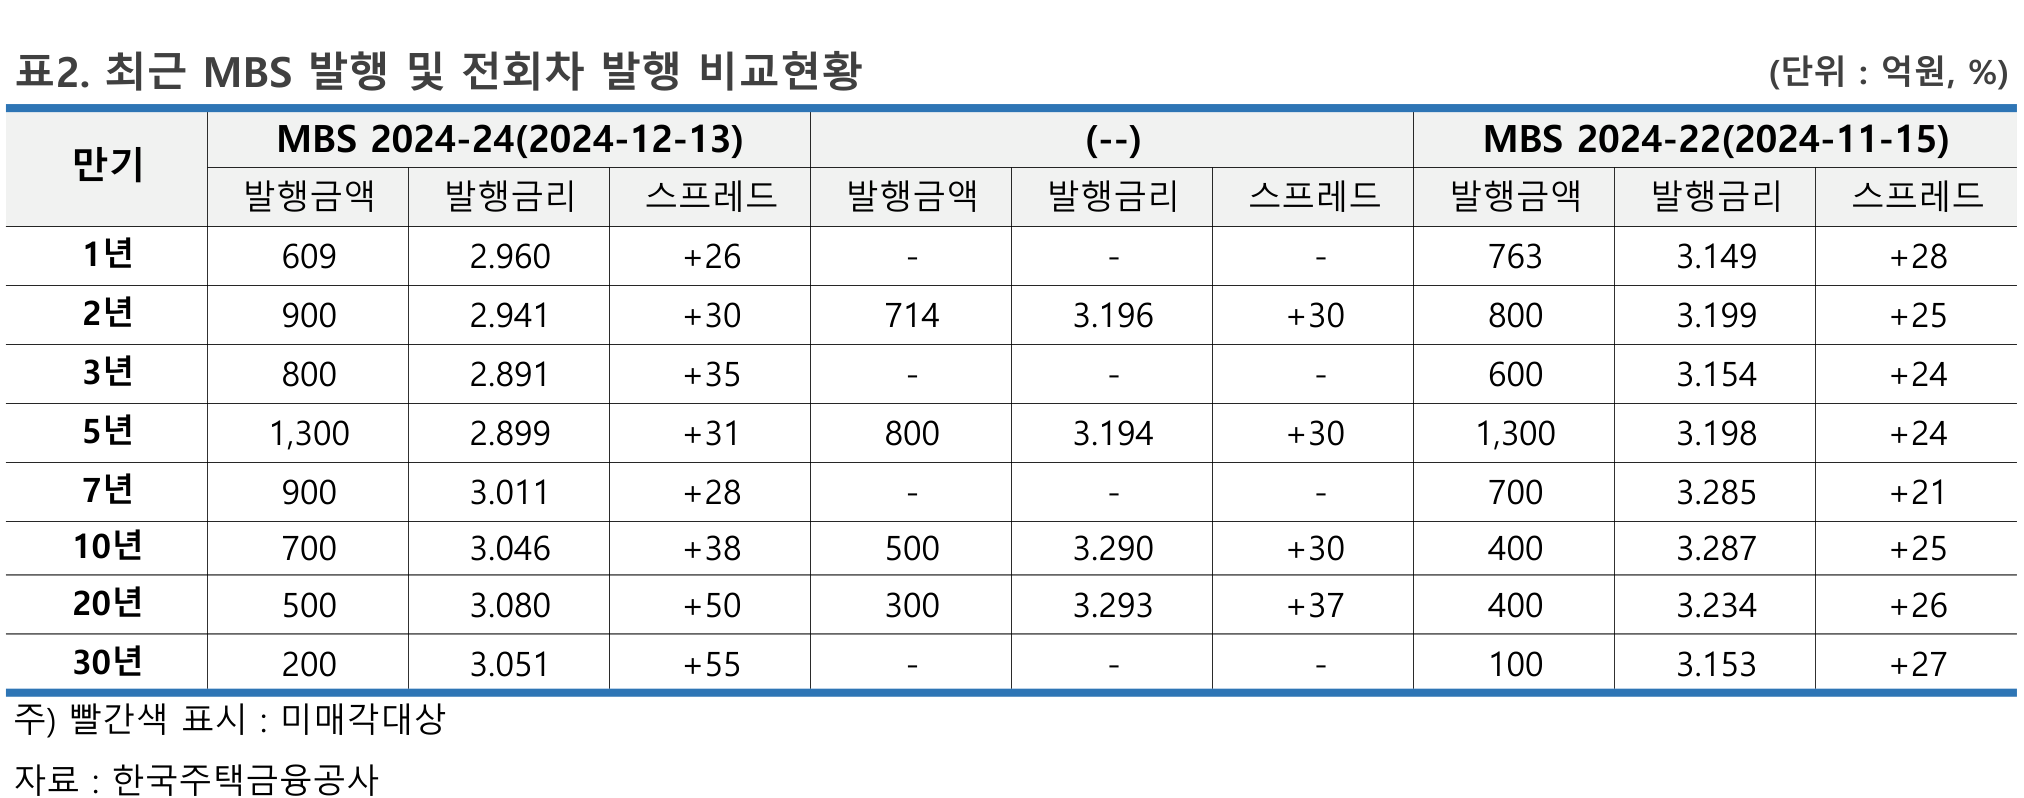 표2. 최근 MBS 발행 및 전회차 발행 비교현황 (단위 : 억원, %)
만기 MBS 2024-24(2024-12-13) (--) MBS 2024-22(2024-11-15)
발행금액 발행금리 스프레드 발행금액 발행금리 스프레드 발행금액 발행금리 스프레드
1년 609 2.960 +26 - - - 763 3.149 +28
2년 900 2.941 +30 714 3.196 +30 800 3.199 +25
3년 800 2.891 +35 - - - 600 3.154 +24
5년 1,300 2.899 +31 800 3.194 +30 1,300 3.198 +24
7년 900 3.011 +28 - - - 700 3.285 +21
10년 700 3.046 +38 500 3.290 +30 400 3.287 +25
20년 500 3.080 +50 300 3.293 +37 400 3.234 +26
30년 200 3.051 +55 - - - 100 3.153 +27
주) 빨간색 표시 : 미매각대상
자료 : 한국주택금융공사